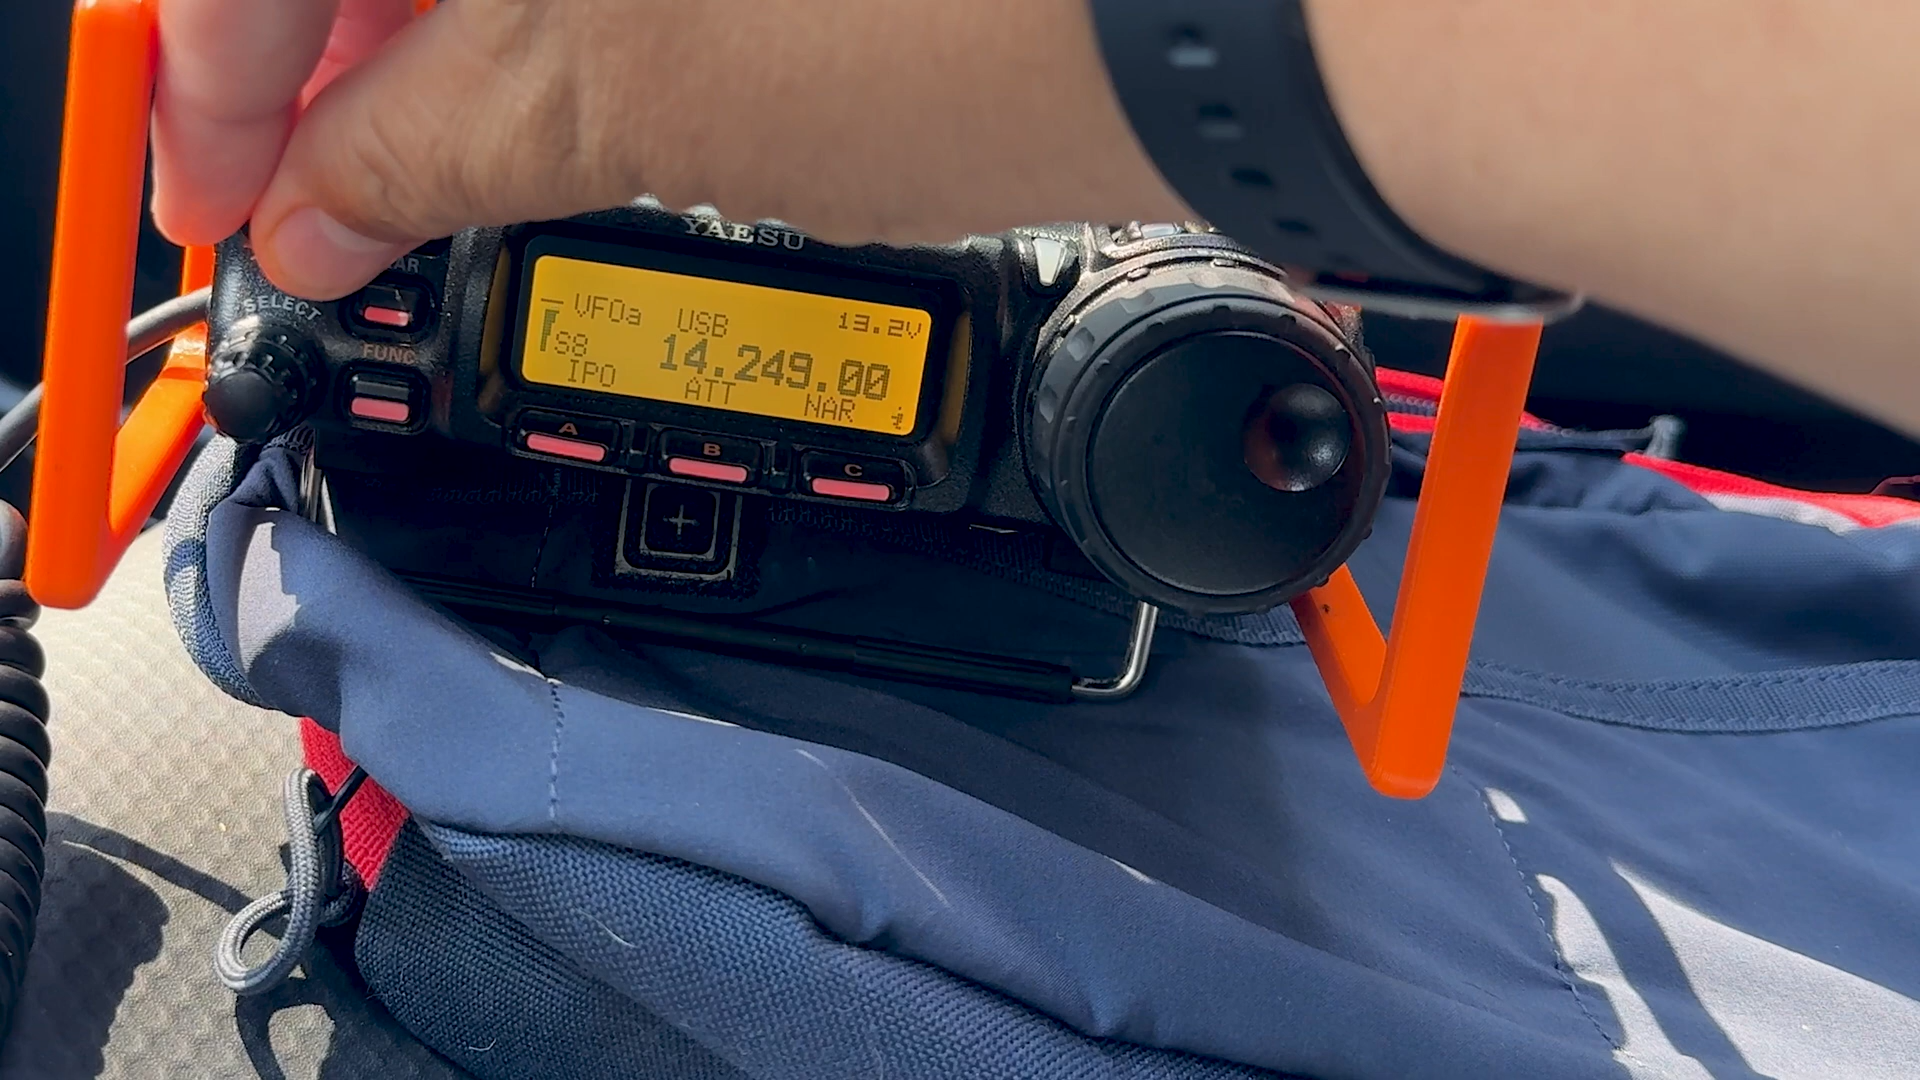 YAESU
SELECT
FUNC
VFOa USB 13.2V
S8 14.249.00
IPO ATT NAR
A B C